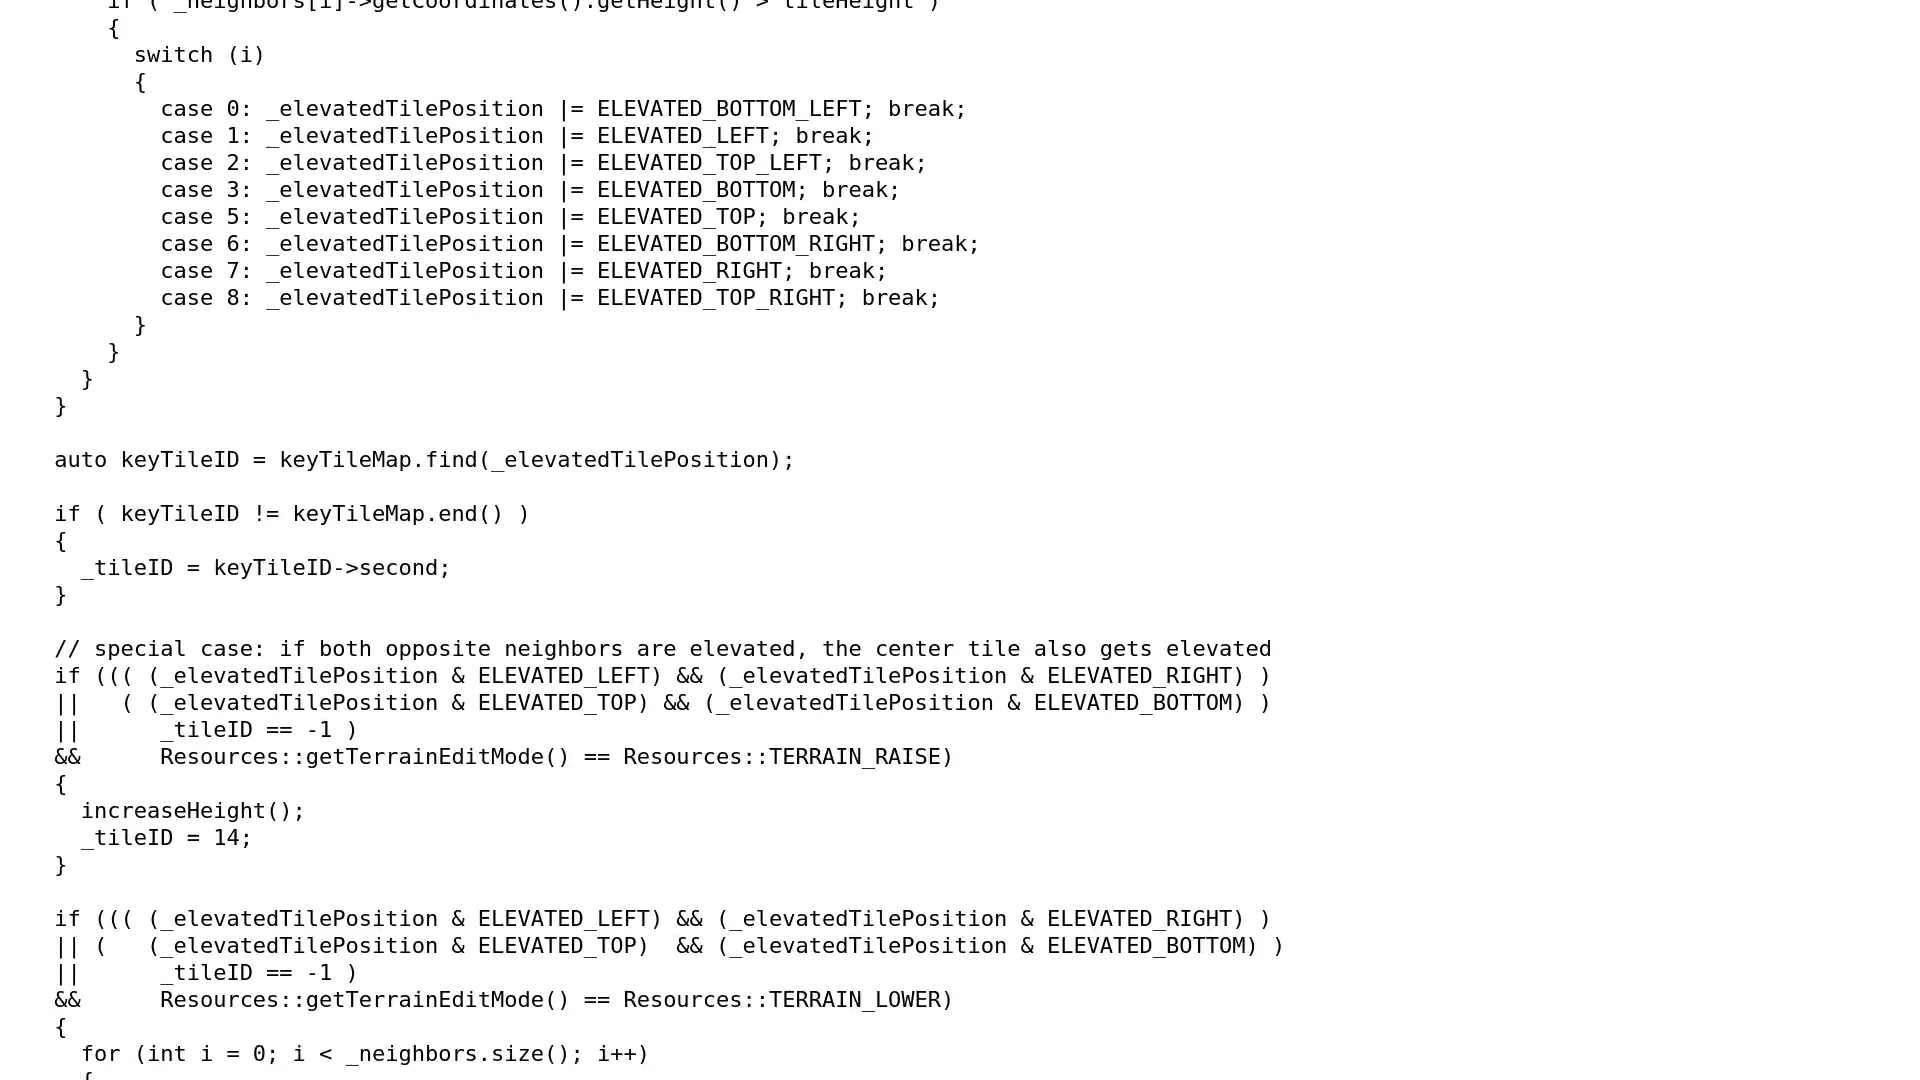 if ( _neighbors[i]->getCoordinates().getHeight() > tileHeight )
{
switch (i)
{
case 0: _elevatedTilePosition |= ELEVATED_BOTTOM_LEFT; break;
case 1: _elevatedTilePosition |= ELEVATED_LEFT; break;
case 2: _elevatedTilePosition |= ELEVATED_TOP_LEFT; break;
case 3: _elevatedTilePosition |= ELEVATED_BOTTOM; break;
case 5: _elevatedTilePosition |= ELEVATED_TOP; break;
case 6: _elevatedTilePosition |= ELEVATED_BOTTOM_RIGHT; break;
case 7: _elevatedTilePosition |= ELEVATED_RIGHT; break;
case 8: _elevatedTilePosition |= ELEVATED_TOP_RIGHT; break;
}
}
}
}
auto keyTileID = keyTileMap.find(_elevatedTilePosition);
if ( keyTileID != keyTileMap.end() )
{
_tileID = keyTileID->second;
}
// special case: if both opposite neighbors are elevated, the center tile also gets elevated
if ((( (_elevatedTilePosition & ELEVATED_LEFT) && (_elevatedTilePosition & ELEVATED_RIGHT) )
||   ( (_elevatedTilePosition & ELEVATED_TOP) && (_elevatedTilePosition & ELEVATED_BOTTOM) )
||      _tileID == -1 )
&&      Resources::getTerrainEditMode() == Resources::TERRAIN_RAISE)
{
increaseHeight();
_tileID = 14;
}
if ((( (_elevatedTilePosition & ELEVATED_LEFT) && (_elevatedTilePosition & ELEVATED_RIGHT) )
|| (   (_elevatedTilePosition & ELEVATED_TOP)  && (_elevatedTilePosition & ELEVATED_BOTTOM) )
||      _tileID == -1 )
&&      Resources::getTerrainEditMode() == Resources::TERRAIN_LOWER)
{
for (int i = 0; i < _neighbors.size(); i++)
{